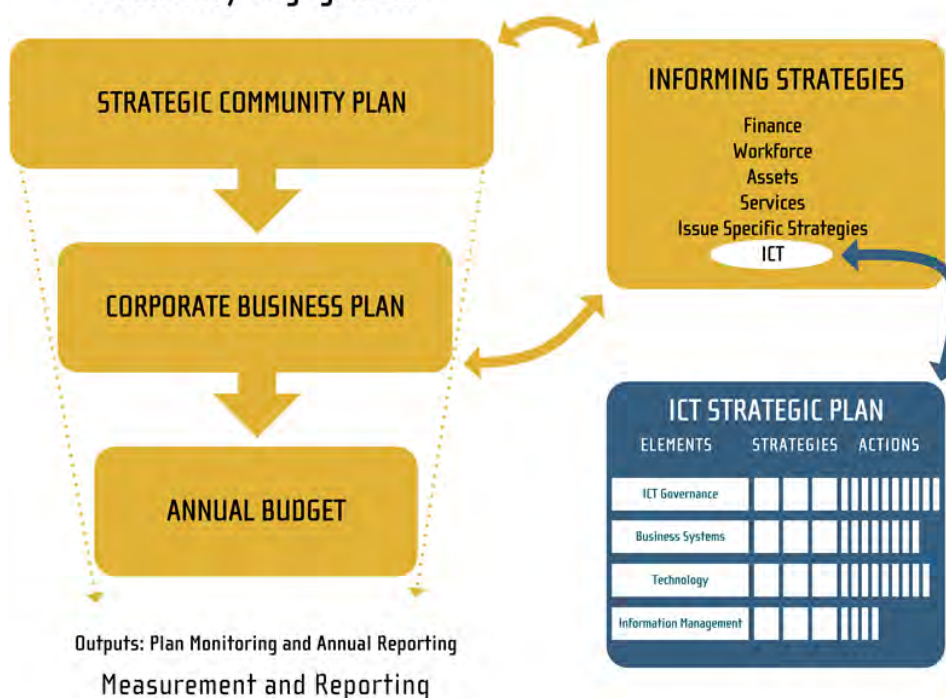 STRATEGIC COMMUNITY PLAN
CORPORATE BUSINESS PLAN
ANNUAL BUDGET
Outputs: Plan Monitoring and Annual Reporting
Measurement and Reporting
INFORMING STRATEGIES
Finance
Workforce
Assets
Services
Issue Specific Strategies
ICT
ICT STRATEGIC PLAN
ELEMENTS STRATEGIES ACTIONS
ICT Governance
Business Systems
Technology
Information Management